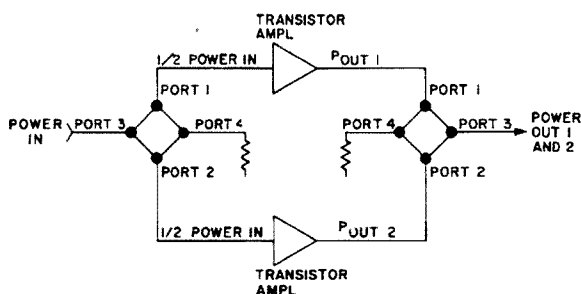 TRANSISTOR
AMPL
1/2 POWER IN
POUT 1
PORT 1
PORT 1
POWER
IN
PORT 3
PORT 4
PORT 4
PORT 3
POWER
OUT 1
AND 2
PORT 2
PORT 2
1/2 POWER IN
POUT 2
TRANSISTOR
AMPL